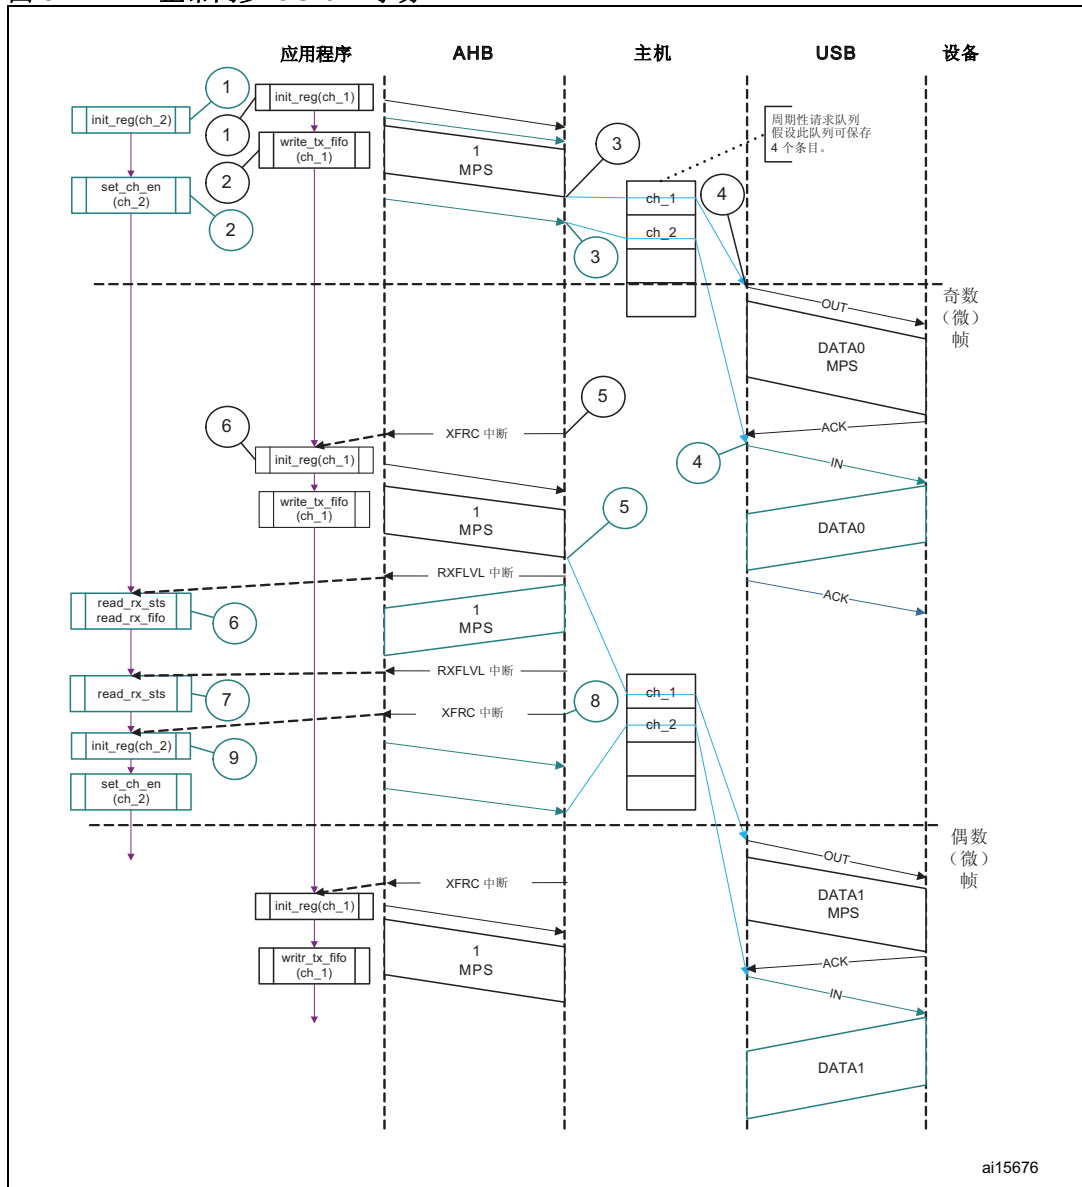 应用程序
AHB
主机
USB
设备
1
init_reg(ch_1)
init_reg(ch_2)
1
周期性请求队列
假设此队列可保存
4 个条目。
write_tx_fifo
(ch_1)
1
MPS
3
2
set_ch_en
(ch_2)
2
ch_1
4
ch_2
3
奇数
（微）
帧
OUT
DATA0
MPS
5
6
XFRC 中断
ACK
init_reg(ch_1)
4
IN
write_tx_fifo
(ch_1)
1
MPS
5
DATA0
RXFLVL 中断
read_rx_sts
read_rx_fifo
6
1
MPS
ACK
RXFLVL 中断
read_rx_sts
7
ch_1
8
XFRC 中断
ch_2
init_reg(ch_2)
9
set_ch_en
(ch_2)
偶数
（微）
帧
OUT
XFRC 中断
init_reg(ch_1)
DATA1
MPS
writr_tx_fifo
(ch_1)
1
MPS
ACK
IN
DATA1
ai15676